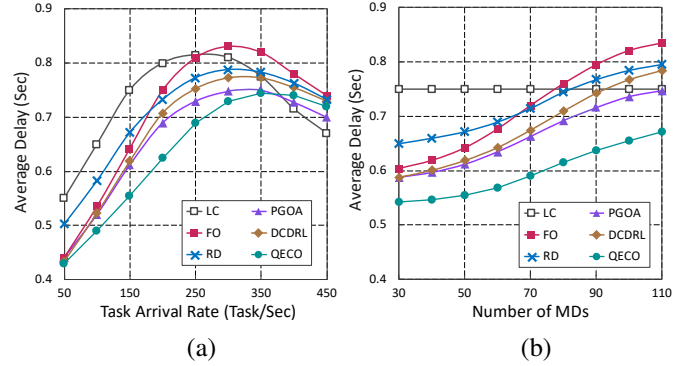 0.9
0.8
0.7
0.6
0.5
0.4
Average Delay (Sec)
LC
PGOA
FO
DCDRL
RD
QECO
50
150
250
350
450
Task Arrival Rate (Task/Sec)
(a)
0.9
0.8
0.7
0.6
0.5
0.4
Average Delay (Sec)
LC
PGOA
FO
DCDRL
RD
QECO
30
50
70
90
110
Number of MDs
(b)